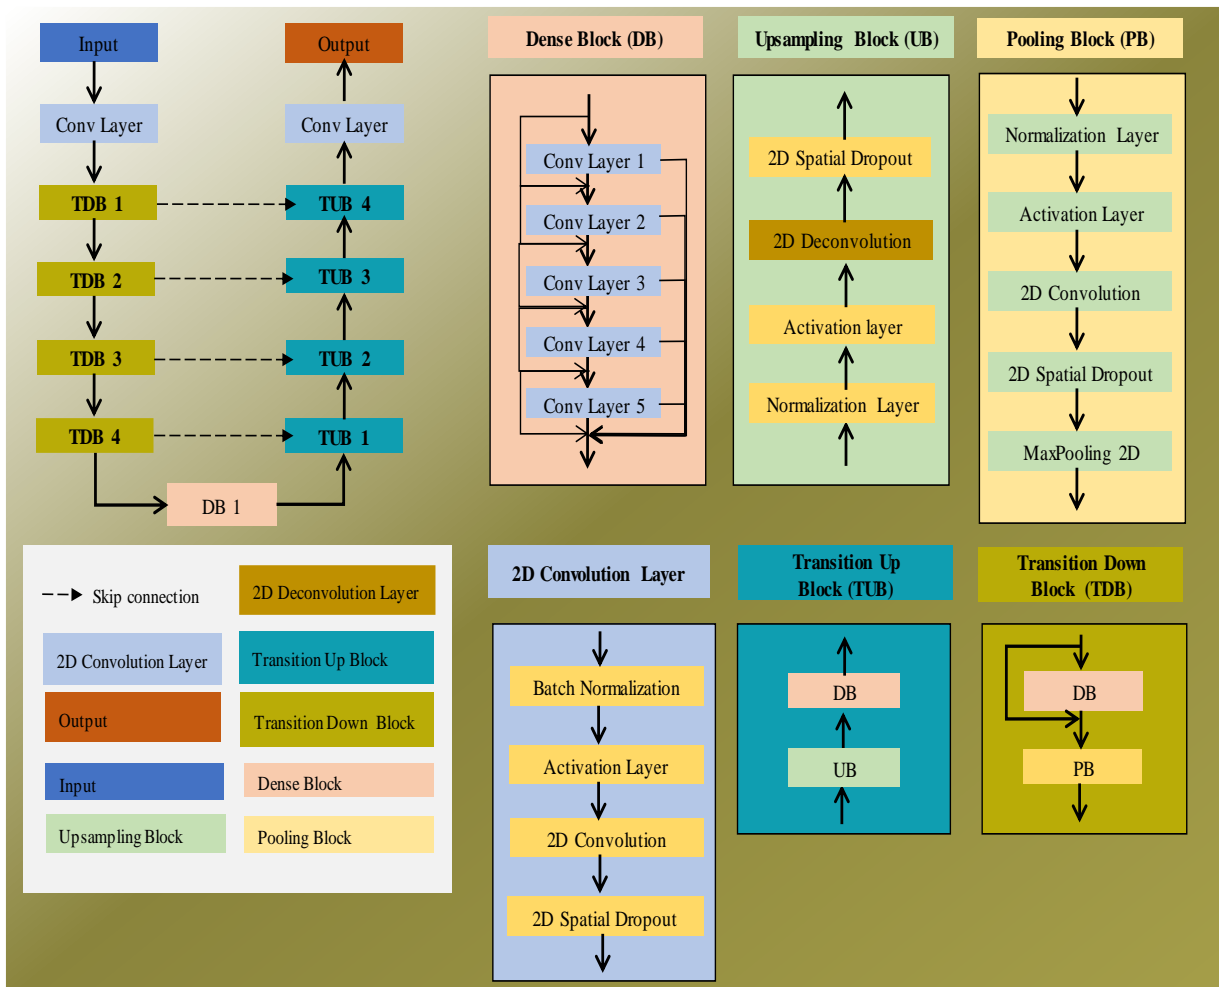 Input
Output
Conv Layer
Conv Layer
TDB 1
TUB 4
TDB 2
TUB 3
TDB 3
TUB 2
TDB 4
TUB 1
DB 1
Dense Block (DB)
Conv Layer 1
Conv Layer 2
Conv Layer 3
Conv Layer 4
Conv Layer 5
Upsampling Block (UB)
2D Spatial Dropout
2D Deconvolution
Activation layer
Normalization Layer
Pooling Block (PB)
Normalization Layer
Activation Layer
2D Convolution
2D Spatial Dropout
MaxPooling 2D
Skip connection
2D Deconvolution Layer
2D Convolution Layer
Transition Up Block
Output
Transition Down Block
Input
Dense Block
Upsampling Block
Pooling Block
2D Convolution Layer
Batch Normalization
Activation Layer
2D Convolution
2D Spatial Dropout
Transition Up
Block (TUB)
DB
UB
Transition Down
Block (TDB)
DB
PB